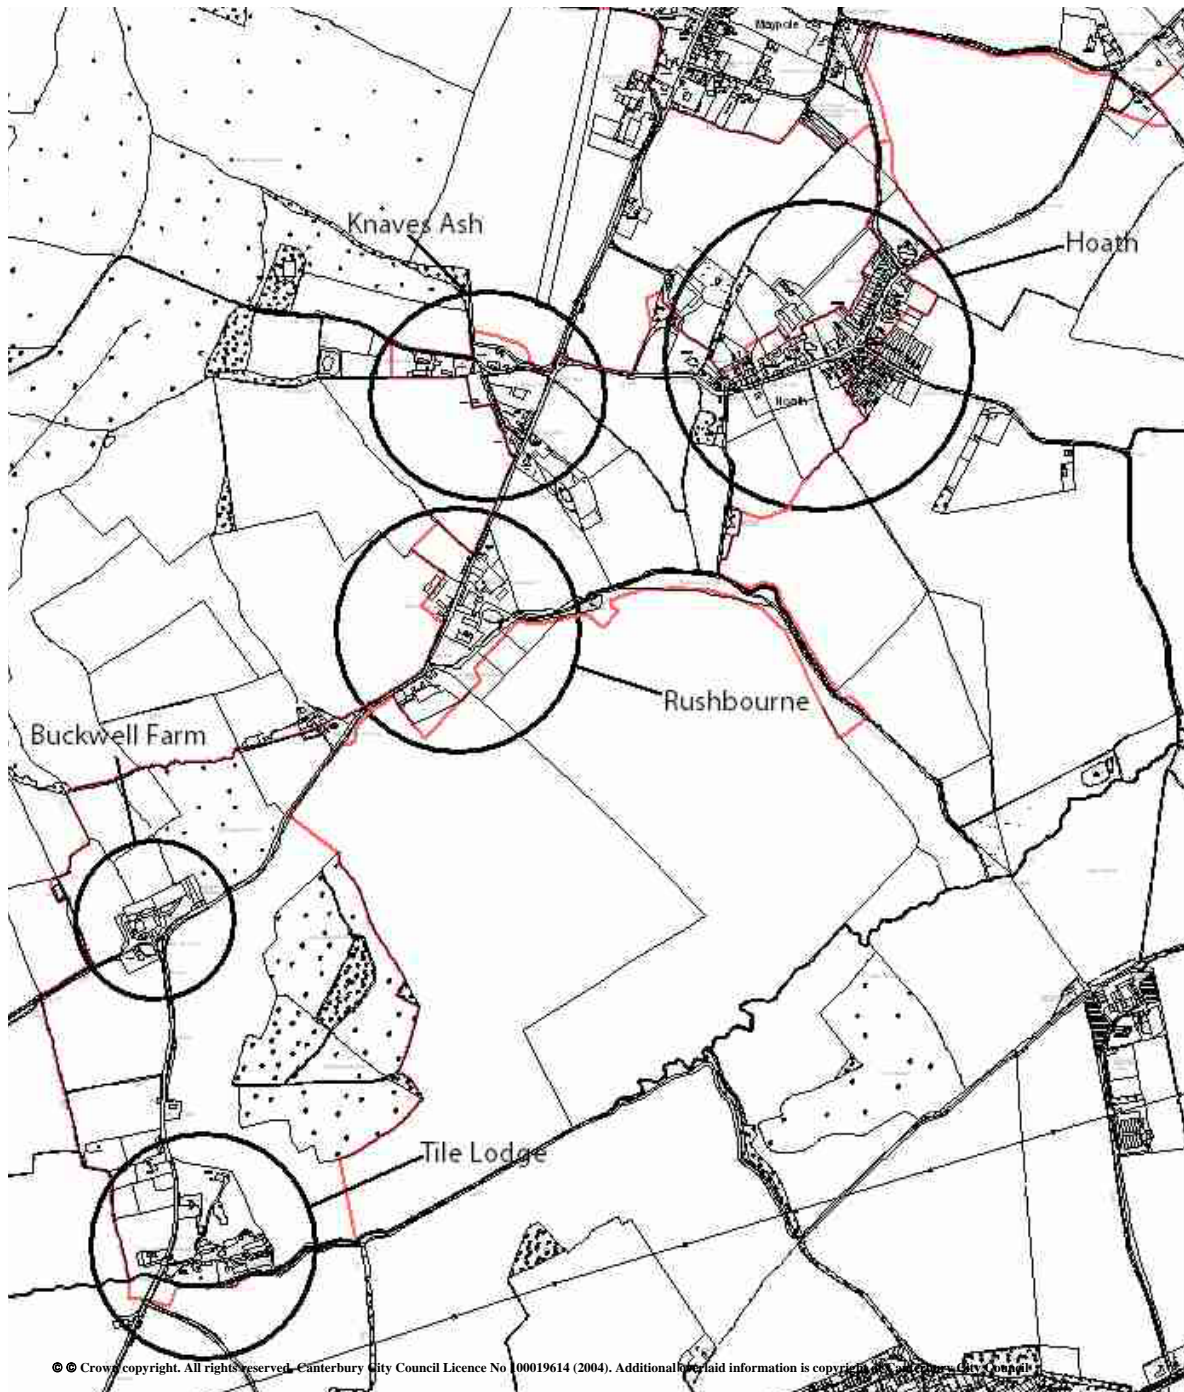 Maypole
Knaves Ash
Hoath
Hoath
Rushbourne
Buckwell Farm
Tile Lodge
© © Crown copyright. All rights reserved. Canterbury City Council Licence No 100019614 (2004). Additional overlaid information is copyright of Canterbury City Council